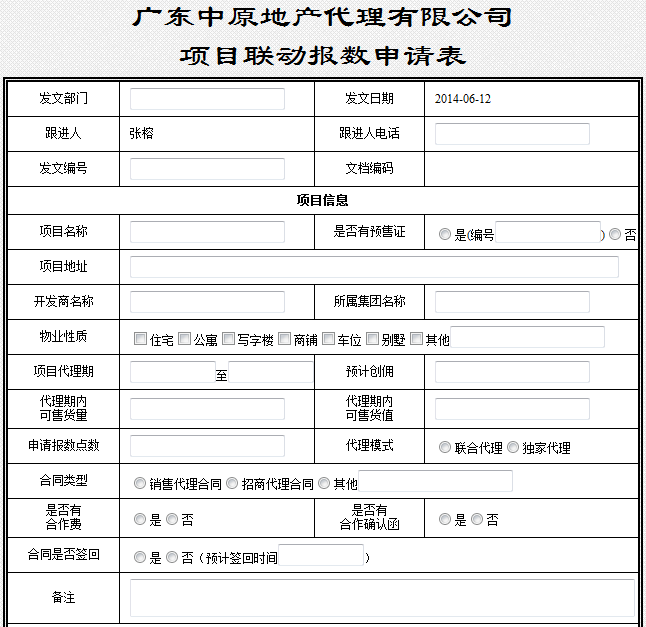 广东中原地产代理有限公司
项目联动报数申请表
发文部门 发文日期 2014-06-12
跟进人 张榕 跟进人电话
发文编号 文档编码
项目信息
项目名称 是否有预售证 是(编号 ) 否
项目地址
开发商名称 所属集团名称
物业性质 住宅 公寓 写字楼 商铺 车位 别墅 其他
项目代理期 至 预计创佣
代理期内 代理期内
可售货量 可售货值
申请报数点数 代理模式 联合代理 独家代理
合同类型 销售代理合同 招商代理合同 其他
是否有 是否有
合作费 是 否 合作确认函 是 否
合同是否签回 是 否（预计签回时间 ）
备注